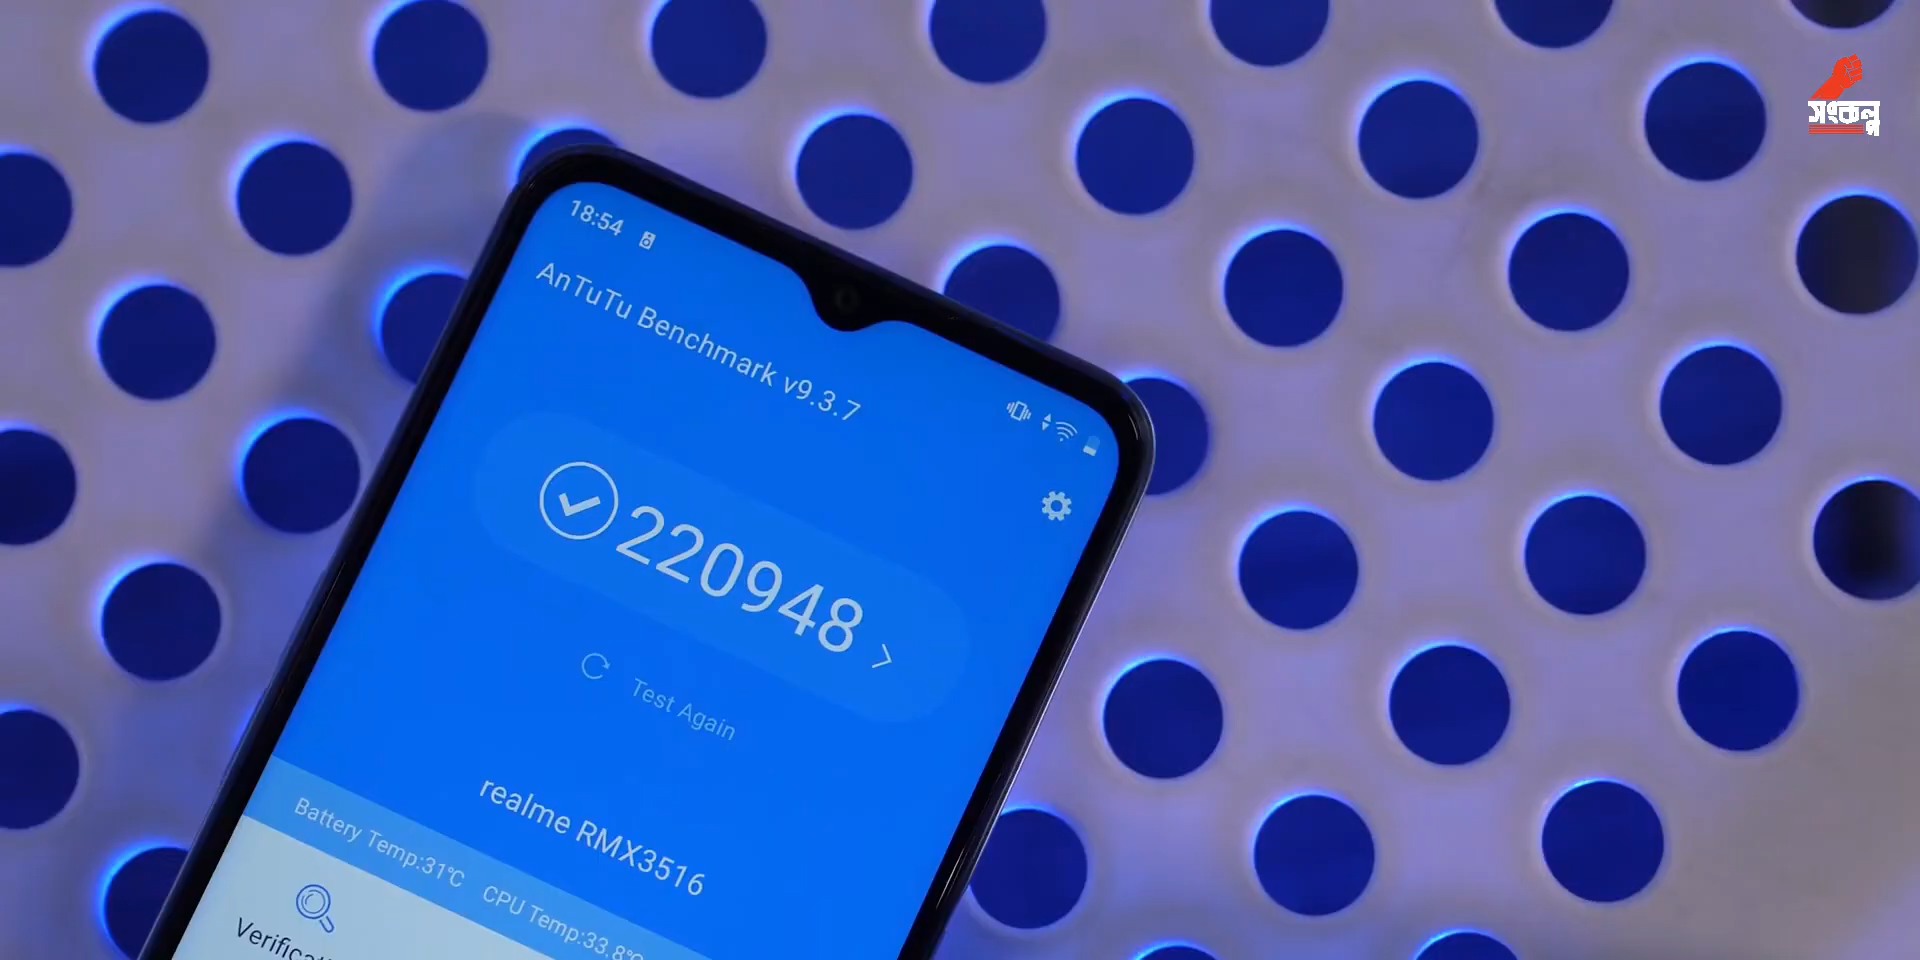 সংকল্প
18:54
AnTuTu Benchmark v9.3.7
220948
Test Again
realme RMX3516
Battery Temp:31°C CPU Temp:33.8°C